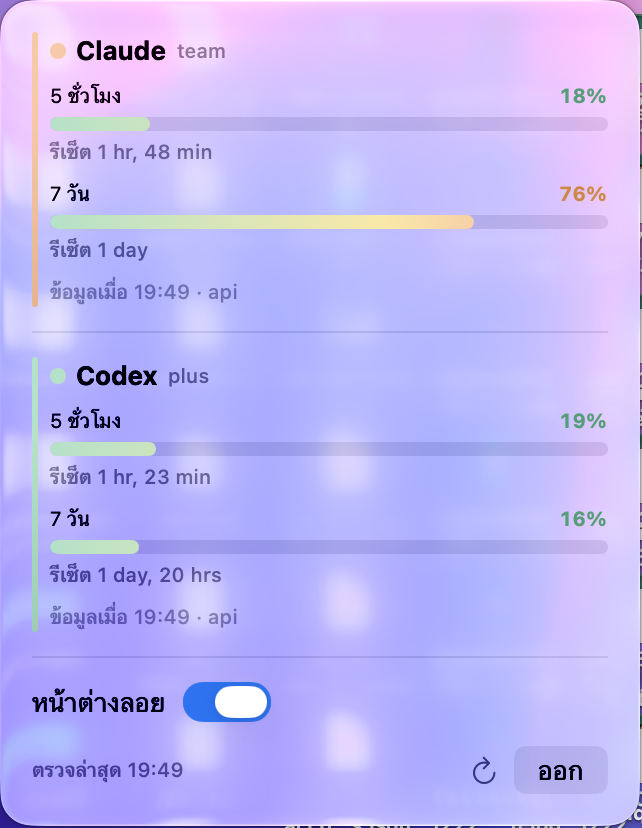 Claude team
5 ชั่วโมง 18%
รีเซ็ต 1 hr, 48 min
7 วัน 76%
รีเซ็ต 1 day
ข้อมูลเมื่อ 19:49 · api
Codex plus
5 ชั่วโมง 19%
รีเซ็ต 1 hr, 23 min
7 วัน 16%
รีเซ็ต 1 day, 20 hrs
ข้อมูลเมื่อ 19:49 · api
หน้าต่างลอย
ตรวจล่าสุด 19:49 ออก